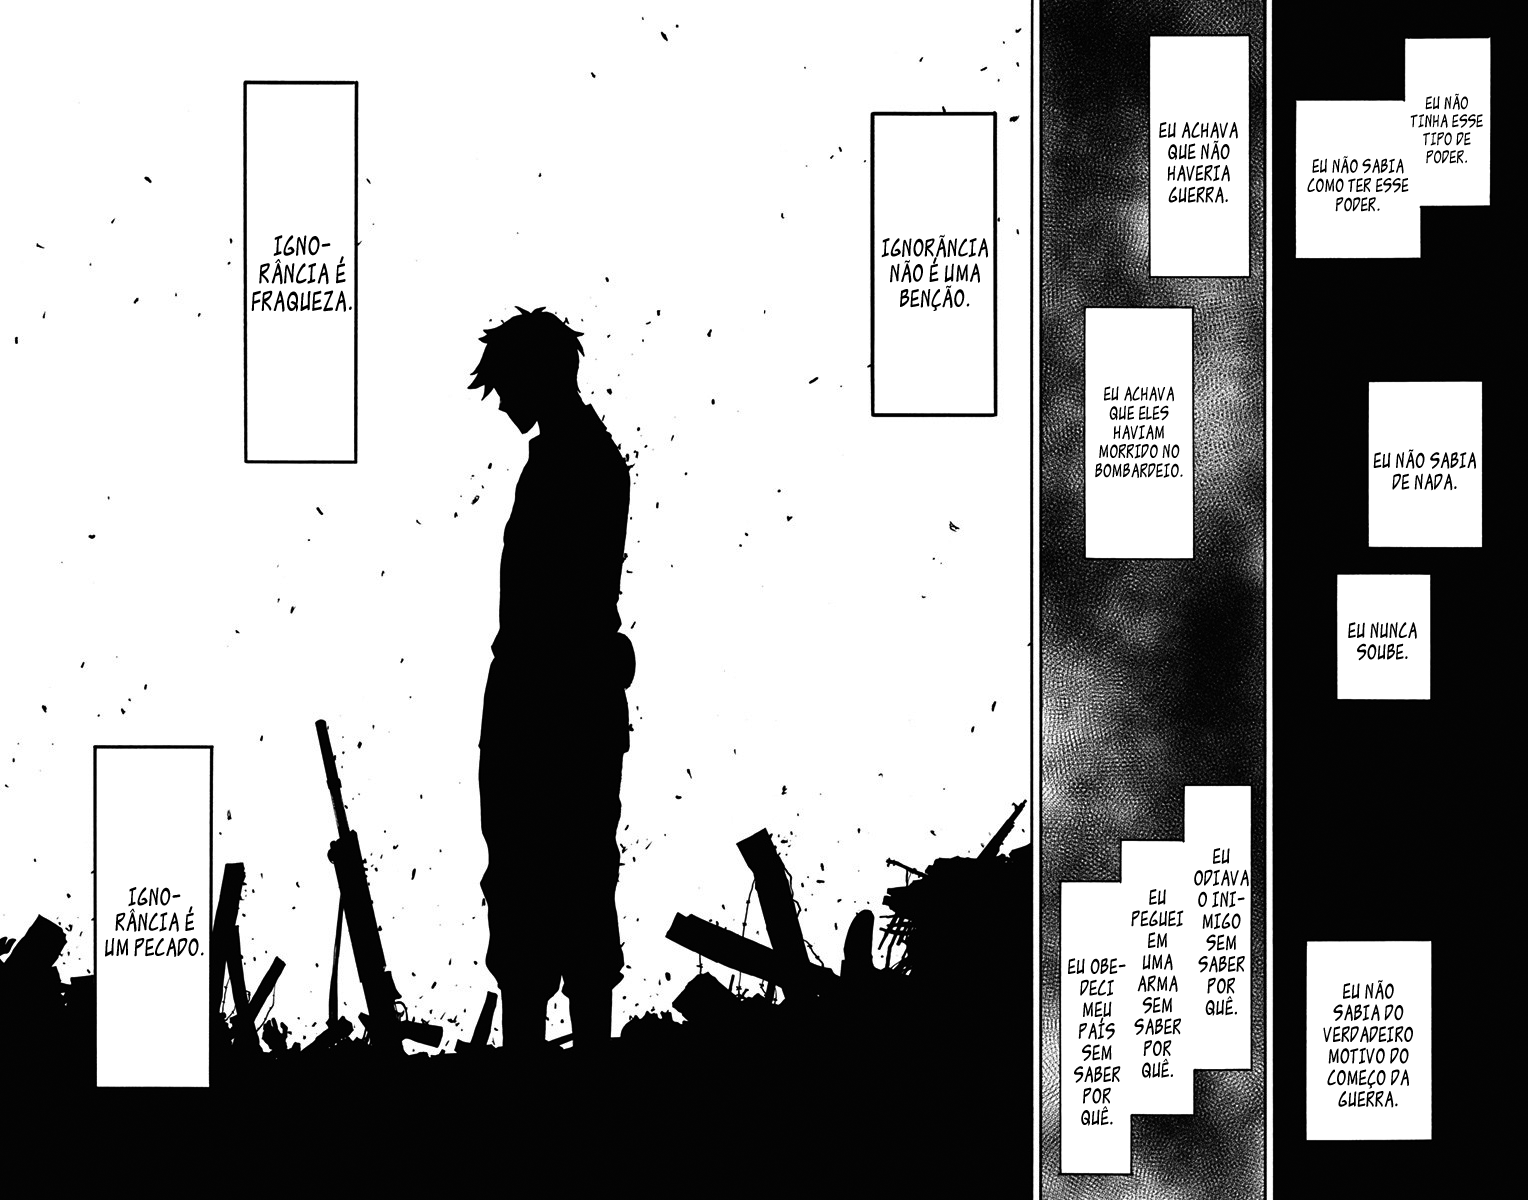 EU NÃO
TINHA ESSE
TIPO DE
PODER.
EU NÃO SABIA
COMO TER ESSE
PODER.
EU NÃO SABIA
DE NADA.
EU NUNCA
SOUBE.
EU NÃO
SABIA DO
VERDADEIRO
MOTIVO DO
COMEÇO DA
GUERRA.
EU ACHAVA
QUE NÃO
HAVERIA
GUERRA.
EU ACHAVA
QUE ELES
HAVIAM
MORRIDO NO
BOMBARDEIO.
EU
ODIAVA
O INI-
MIGO
SEM
SABER
POR
QUÊ.
EU
PEGUEI
EM
UMA
ARMA
SEM
SABER
POR
QUÊ.
EU OBE-
DECI
MEU
PAÍS
SEM
SABER
POR
QUÊ.
IGNORÃNCIA
NÃO É UMA
BENÇÃO.
IGNO-
RÂNCIA É
FRAQUEZA.
IGNO-
RÂNCIA É
UM PECADO.